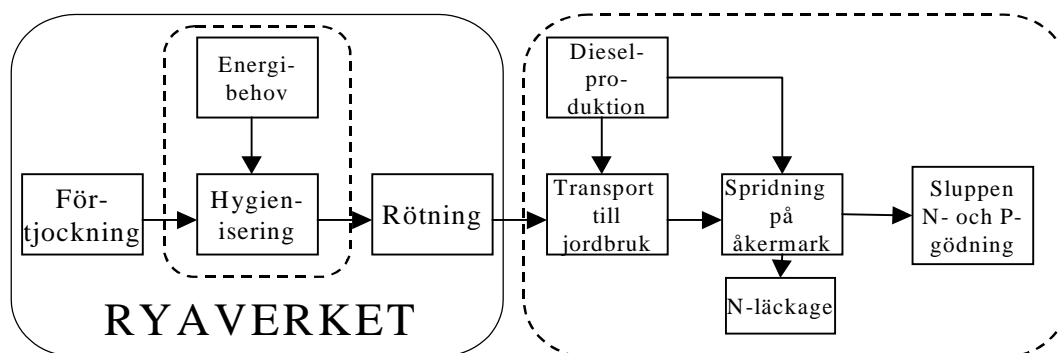 Energi-
behov
Diesel-
pro-
duktion
För-
tjockning
Hygien-
isering
Rötning
Transport
till
jordbruk
Spridning
på
åkermark
Sluppen
N- och P-
gödning
N-läckage
RYAVERKET